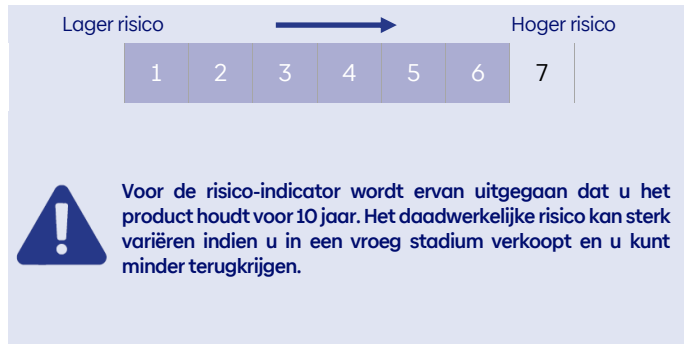 Lager risico Hoger risico
1 2 3 4 5 6 7
Voor de risico-indicator wordt ervan uitgegaan dat u het
product houdt voor 10 jaar. Het daadwerkelijke risico kan sterk
variëren indien u in een vroeg stadium verkoopt en u kunt
minder terugkrijgen.